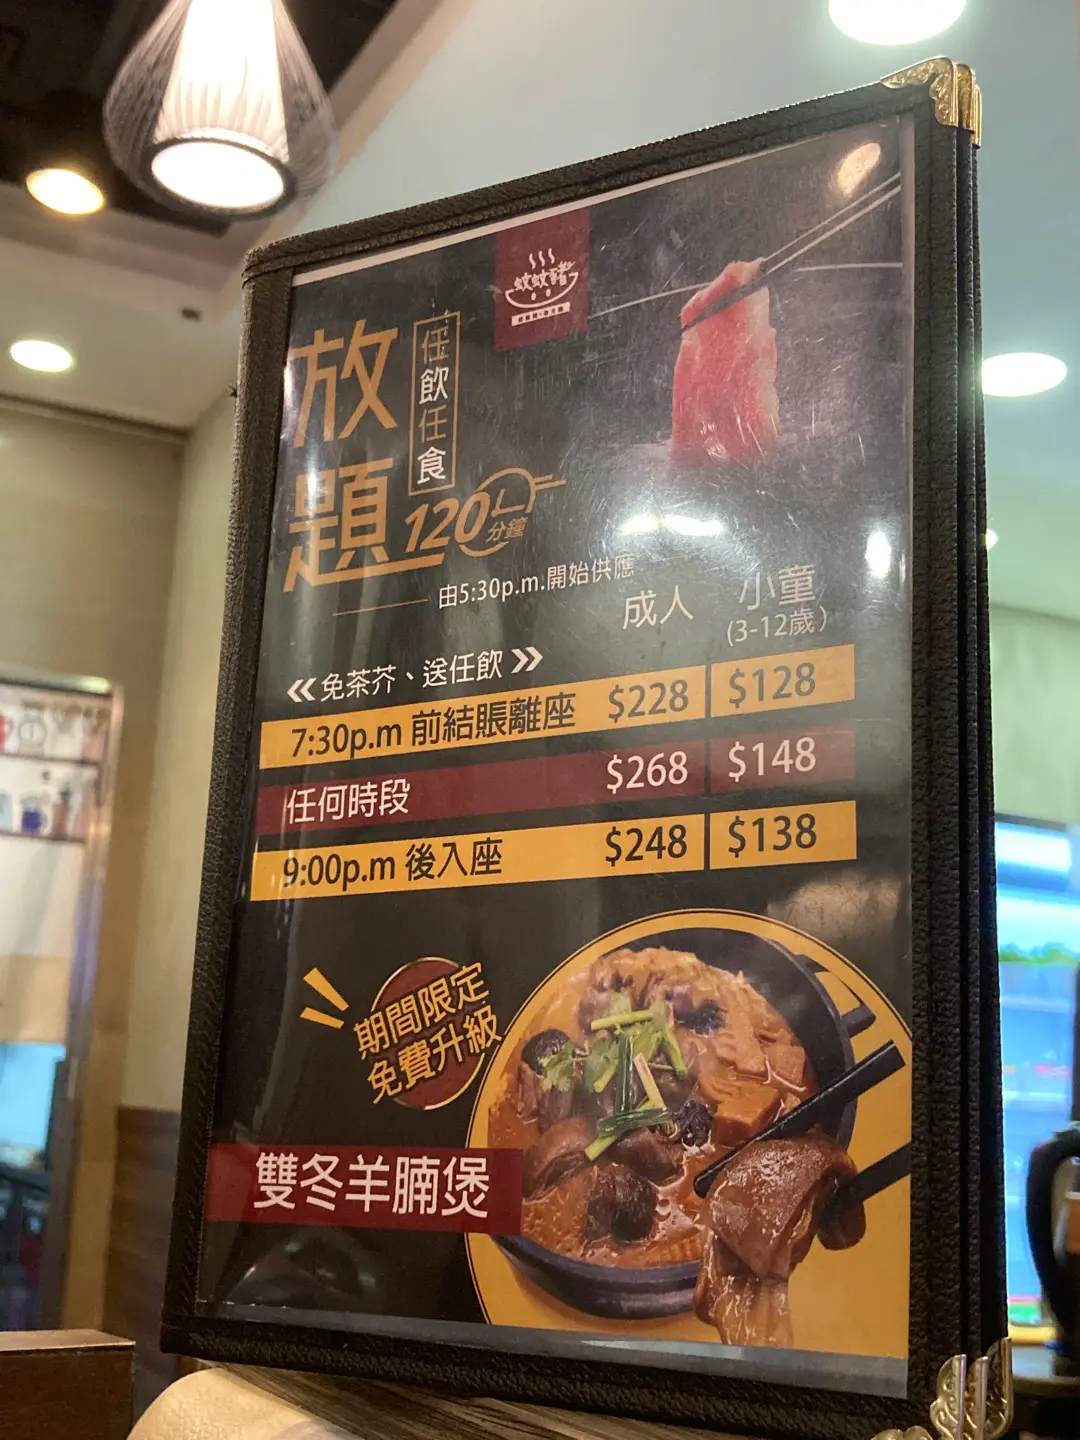 蚊蚊豬
放題
任飲任食
120分鐘
由5:30p.m.開始供應
成人 小童
(3-12歲)
《免茶芥、送任飲》
7:30p.m 前結賬離座 $228 $128
任何時段 $268 $148
9:00p.m 後入座 $248 $138
期間限定
免費升級
雙冬羊腩煲